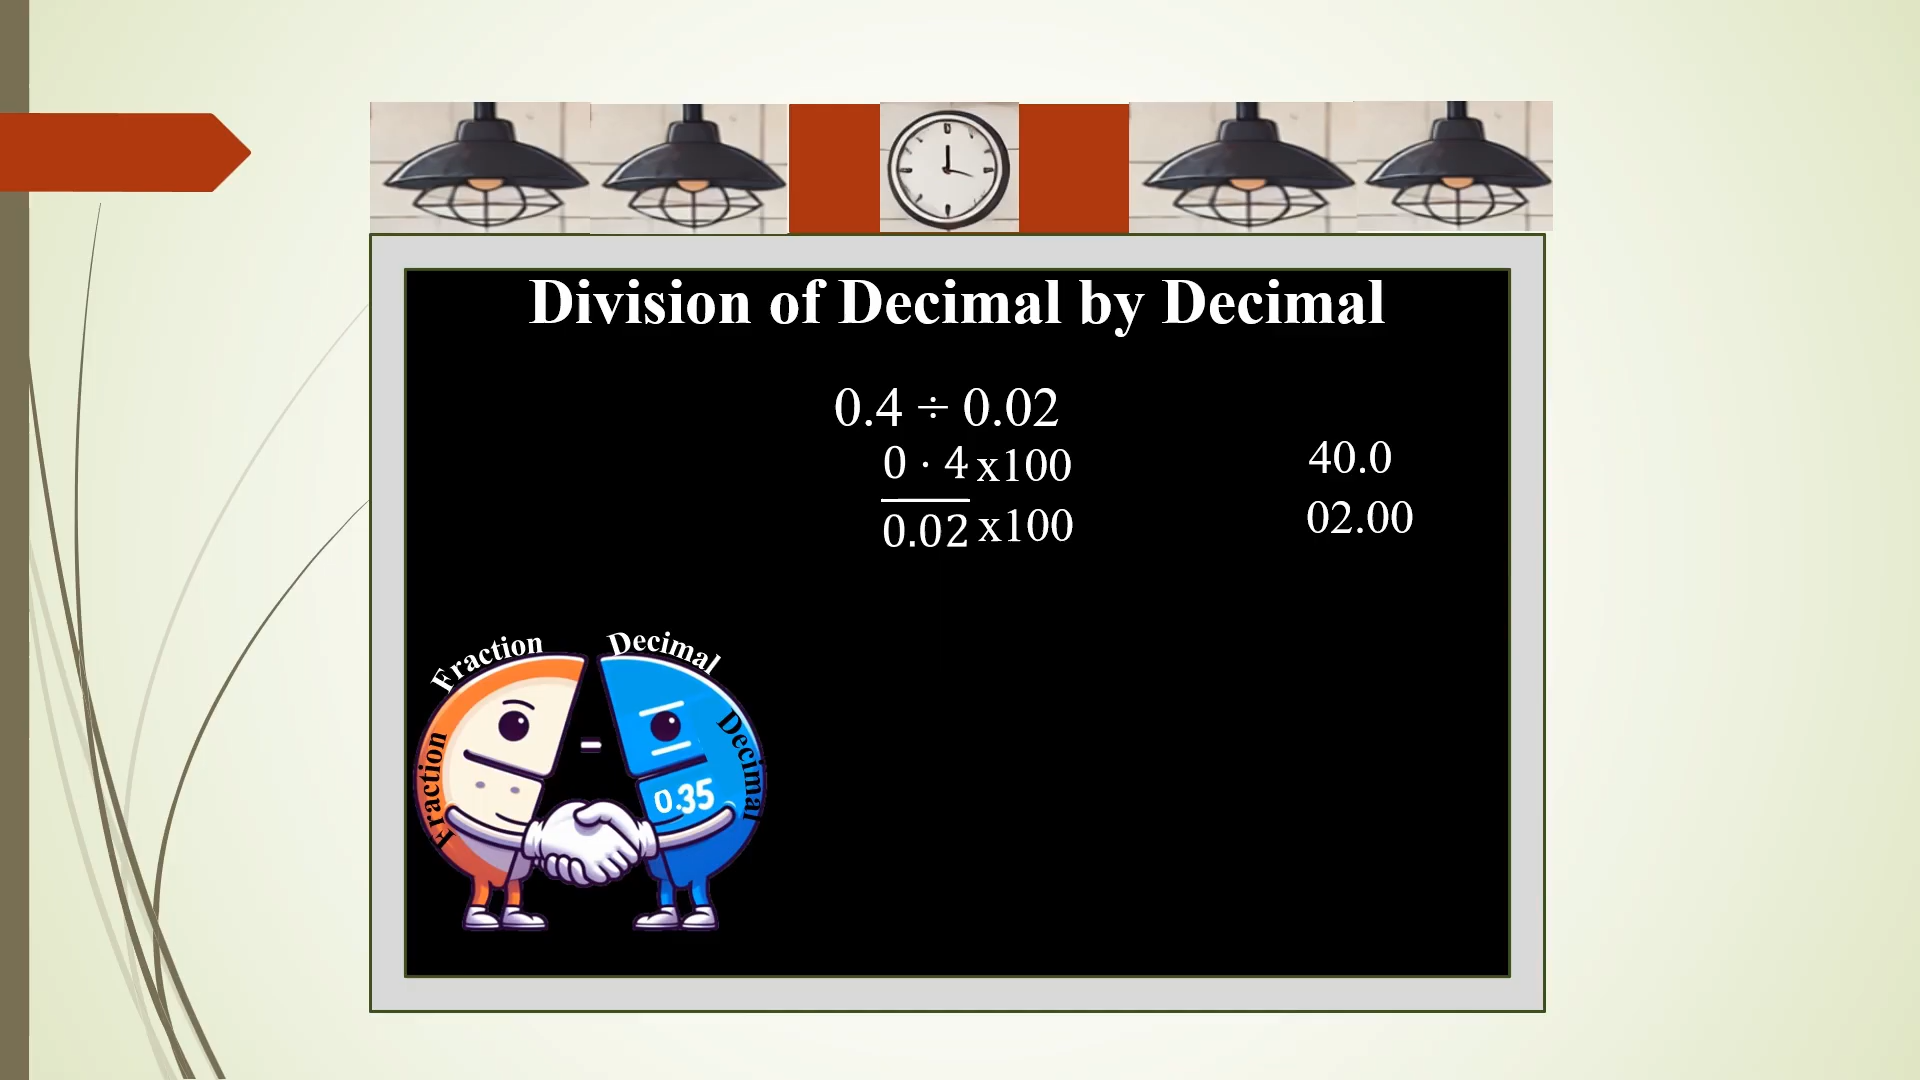 Division of Decimal by Decimal
0.4 ÷ 0.02
0 · 4 x100
40.0
0.02 x100
02.00
Fraction
Decimal
Fraction
Decimal
0.35